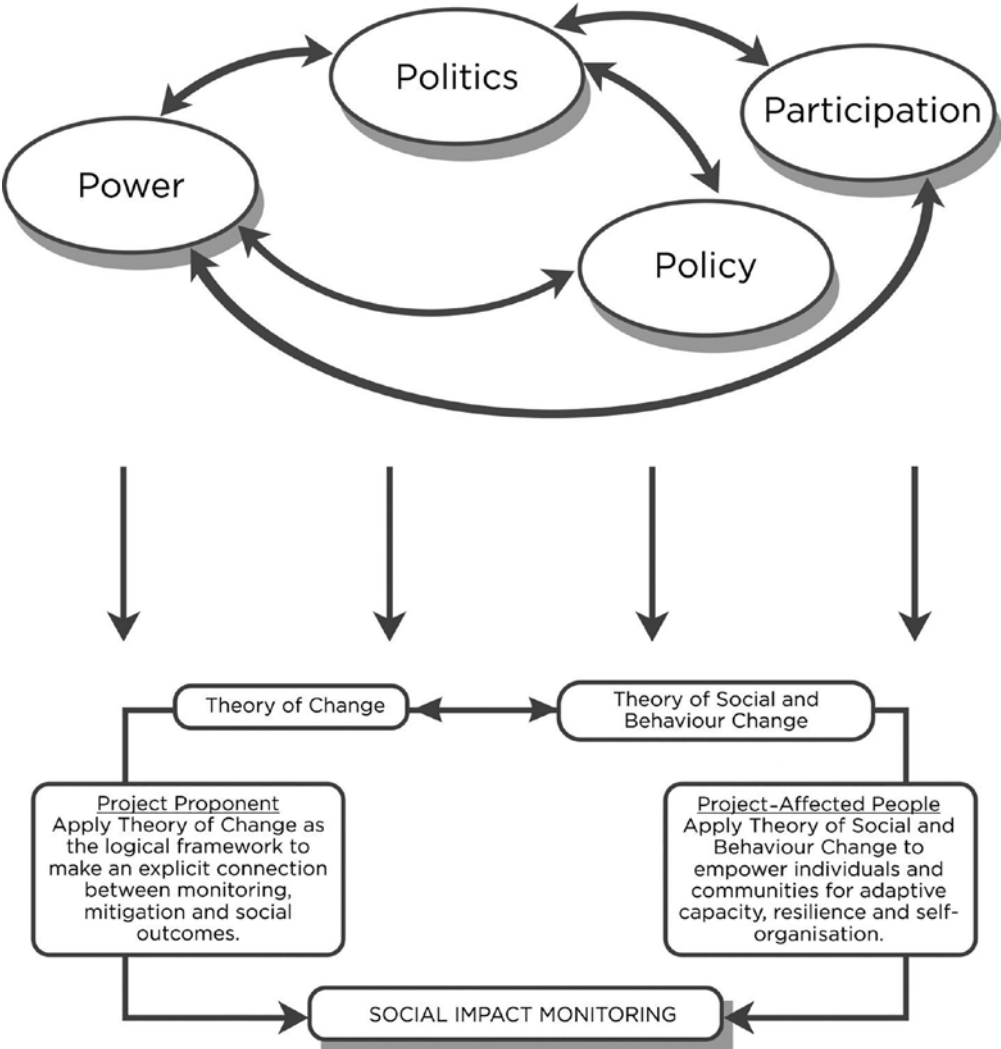 Politics
Participation
Power
Policy
Theory of Change
Theory of Social and
Behaviour Change
Project Proponent
Apply Theory of Change as
the logical framework to
make an explicit connection
between monitoring,
mitigation and social
outcomes.
Project-Affected People
Apply Theory of Social and
Behaviour Change to
empower individuals and
communities for adaptive
capacity, resilience and self-
organisation.
SOCIAL IMPACT MONITORING